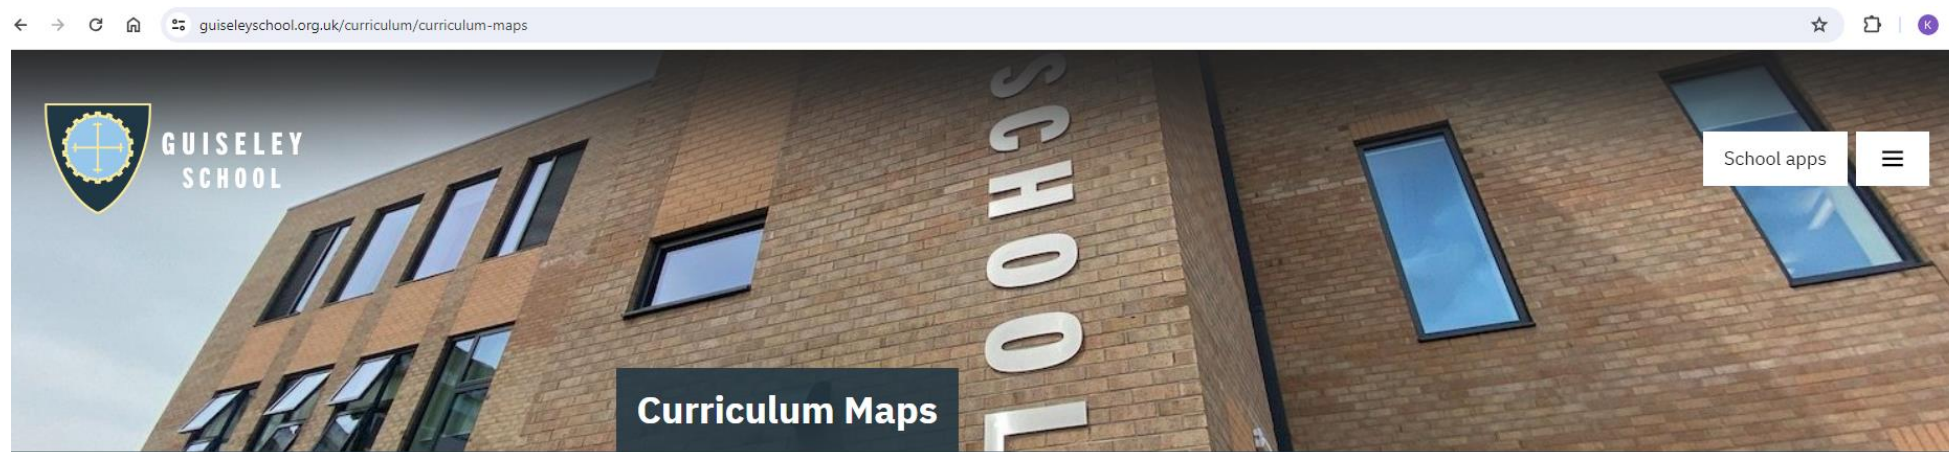 guiseleyschool.org.uk/curriculum/curriculum-maps
K
GUISELEY
SCHOOL
SCHOOL
School apps
Curriculum Maps